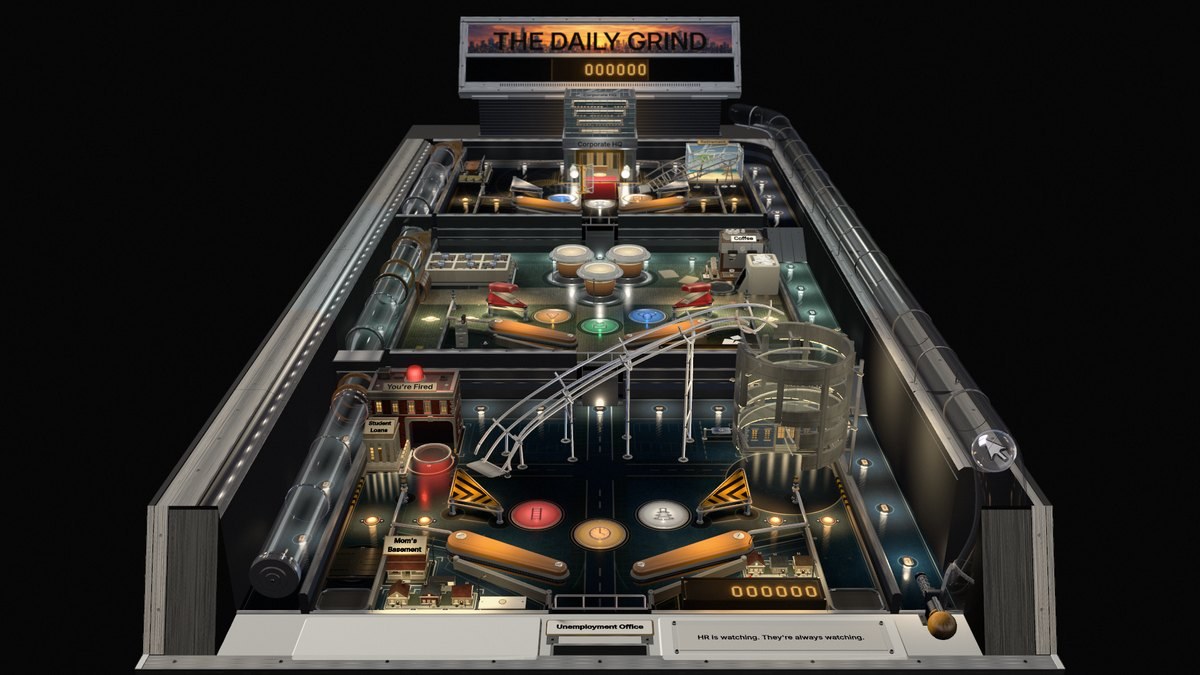 THE DAILY GRIND
000000
Corporate HQ
Coffee
You're Fired
Student
Loans
Mom's
Basement
000000
Unemployment Office
HR is watching. They're always watching.